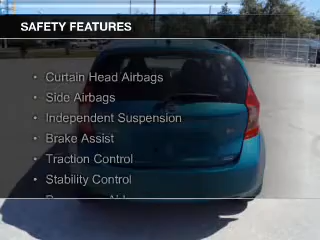 SAFETY FEATURES
• Curtain Head Airbags
• Side Airbags
• Independent Suspension
• Brake Assist
• Traction Control
• Stability Control